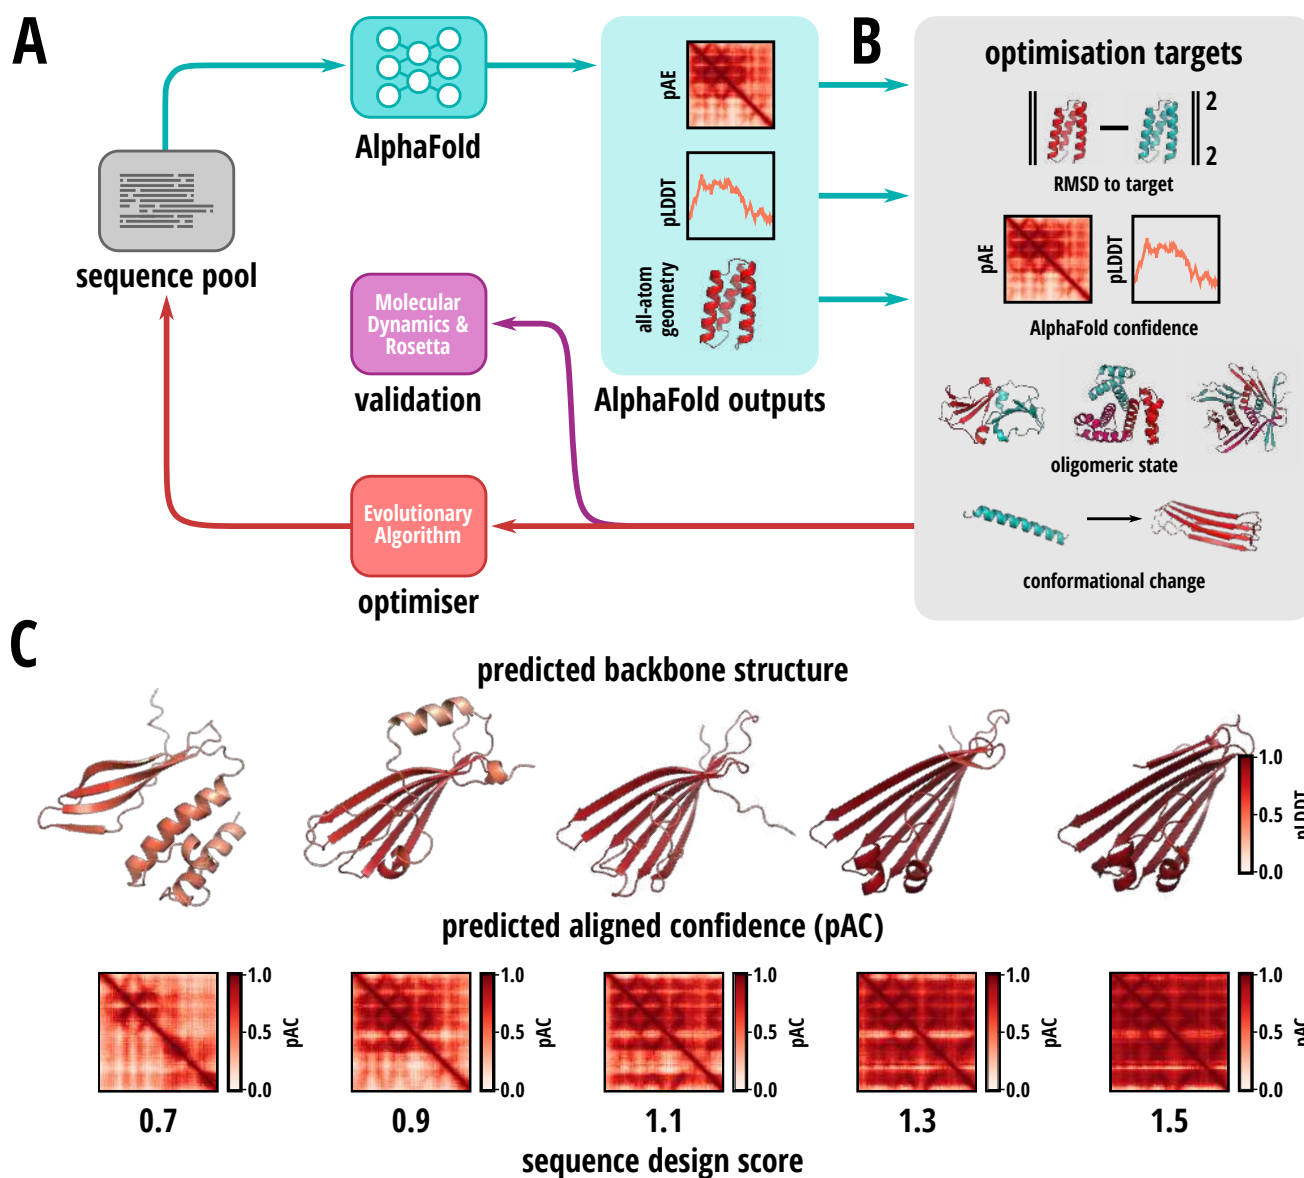 A
AlphaFold
sequence pool
Molecular
Dynamics &
Rosetta
validation
Evolutionary
Algorithm
optimiser
pAE
pLDDT
all-atom
geometry
AlphaFold outputs
B
optimisation targets
2
2
RMSD to target
pAE
pLDDT
AlphaFold confidence
oligomeric state
conformational change
C
predicted backbone structure
1.0
0.5
0.0
pLDDT
predicted aligned confidence (pAC)
1.0
0.5
0.0
pAC
1.0
0.5
0.0
pAC
1.0
0.5
0.0
pAC
1.0
0.5
0.0
pAC
1.0
0.5
0.0
pAC
0.7 0.9 1.1 1.3 1.5
sequence design score